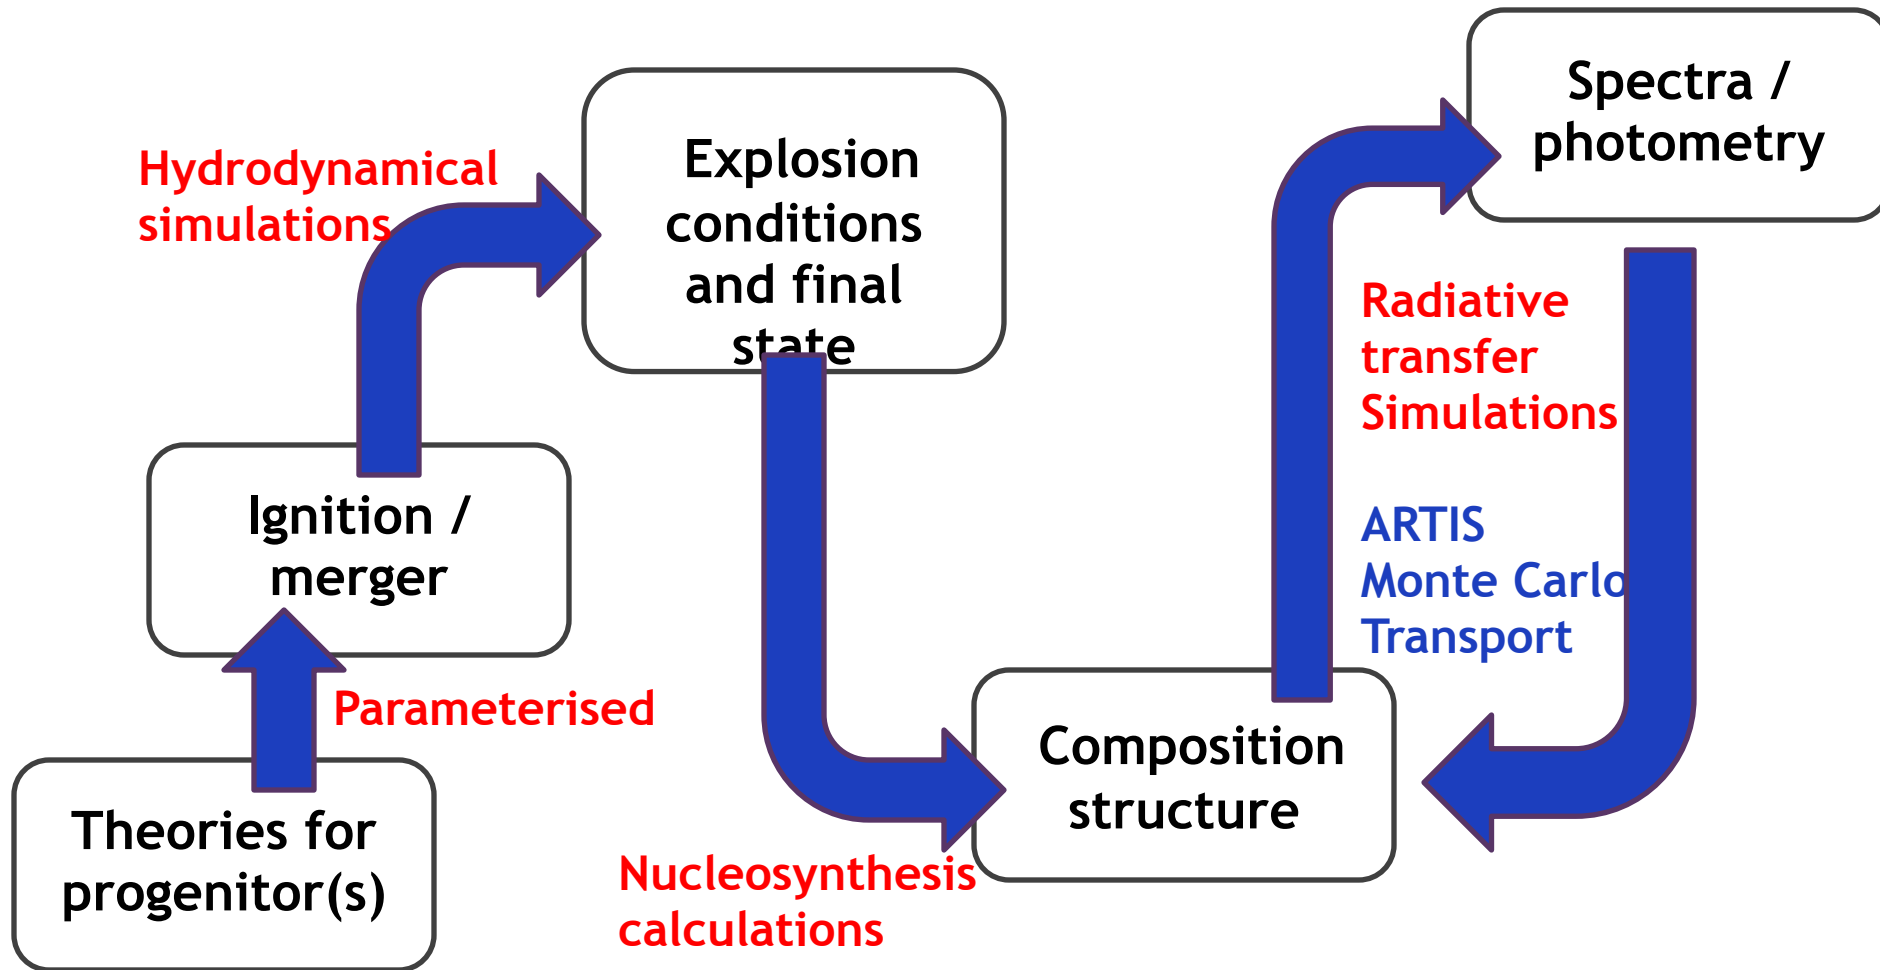 Spectra /
photometry
Hydrodynamical
simulations
Explosion
conditions
and final
state
Radiative
transfer
Simulations
ARTIS
Monte Carlo
Transport
Ignition /
merger
Parameterised
Composition
structure
Theories for
progenitor(s)
Nucleosynthesis
calculations